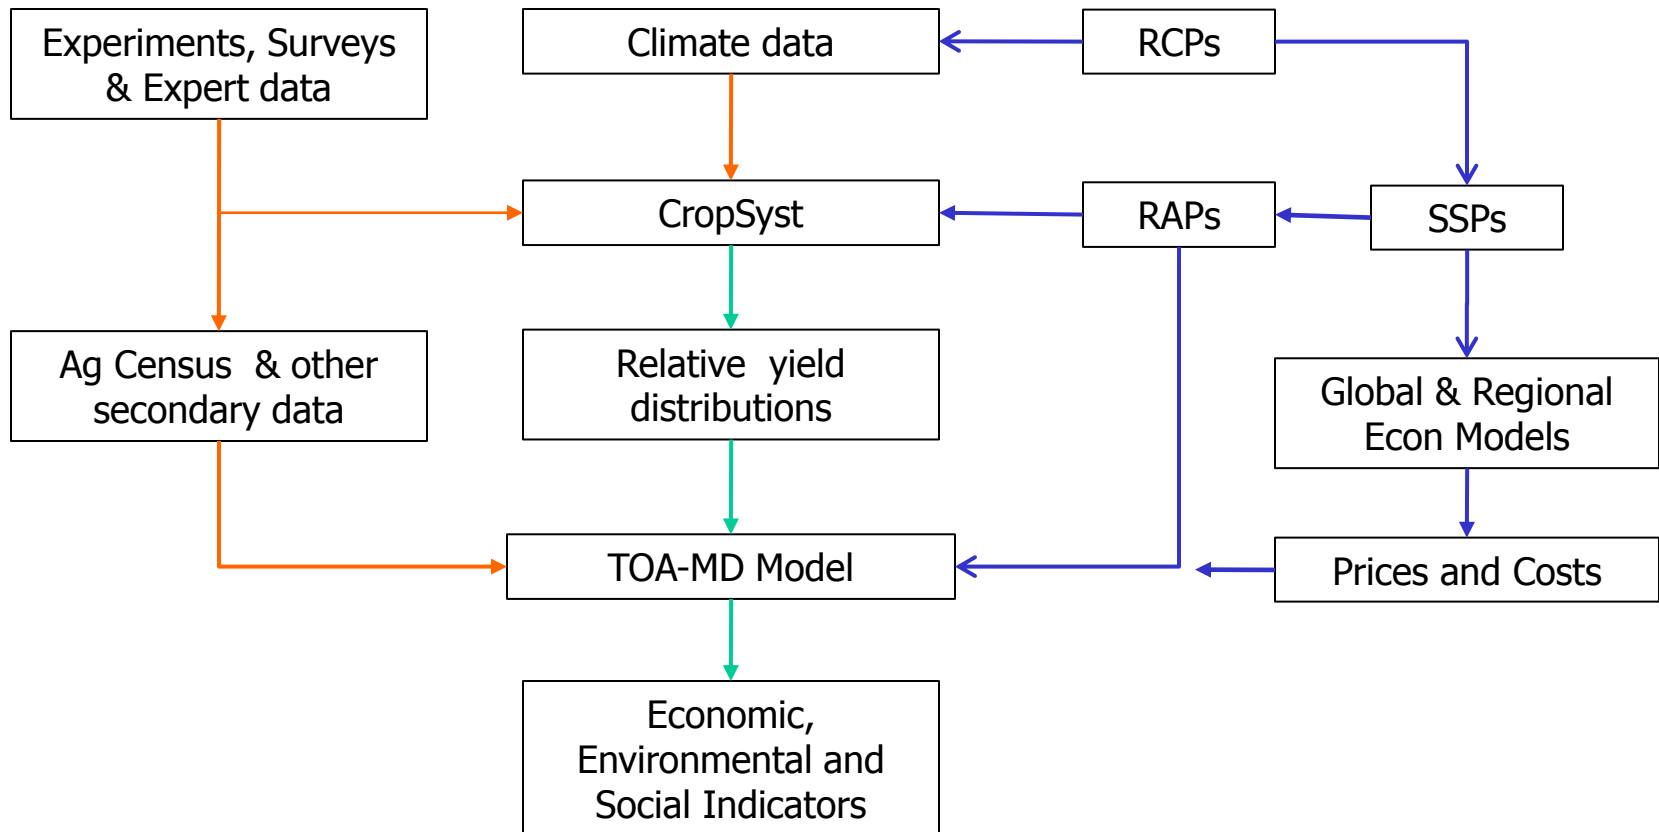 Experiments, Surveys
& Expert data
Climate data
RCPs
CropSyst
RAPs
SSPs
Ag Census & other
secondary data
Relative yield
distributions
Global & Regional
Econ Models
TOA-MD Model
Prices and Costs
Economic,
Environmental and
Social Indicators